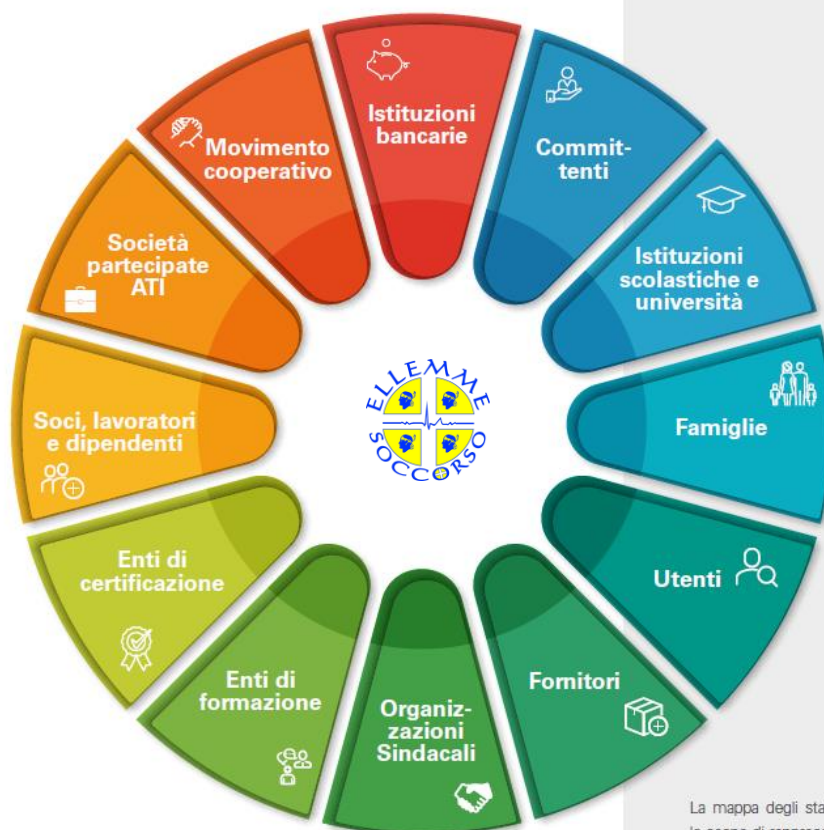 Istituzioni
bancarie
Commit-
tenti
Istituzioni
scolastiche e
università
Famiglie
Utenti
Fornitori
Organiz-
zazioni
Sindacali
Enti di
formazione
Enti di
certificazione
Soci, lavoratori
e dipendenti
Società
partecipate
ATI
Movimento
cooperativo
ELLEMME
SOCCORSO
La mappa degli sta